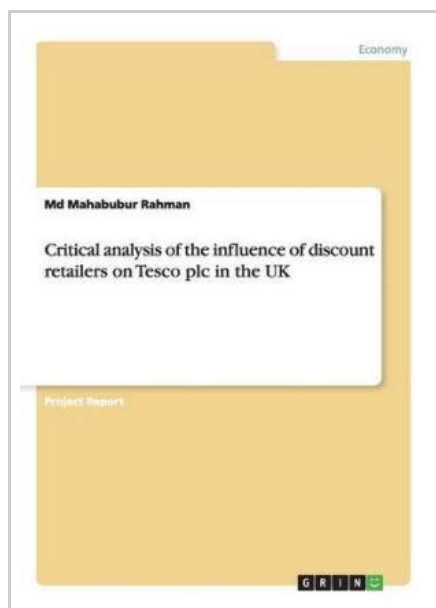 Economy
Md Mahabubur Rahman
Critical analysis of the influence of discount
retailers on Tesco plc in the UK
Project Report
GRIN